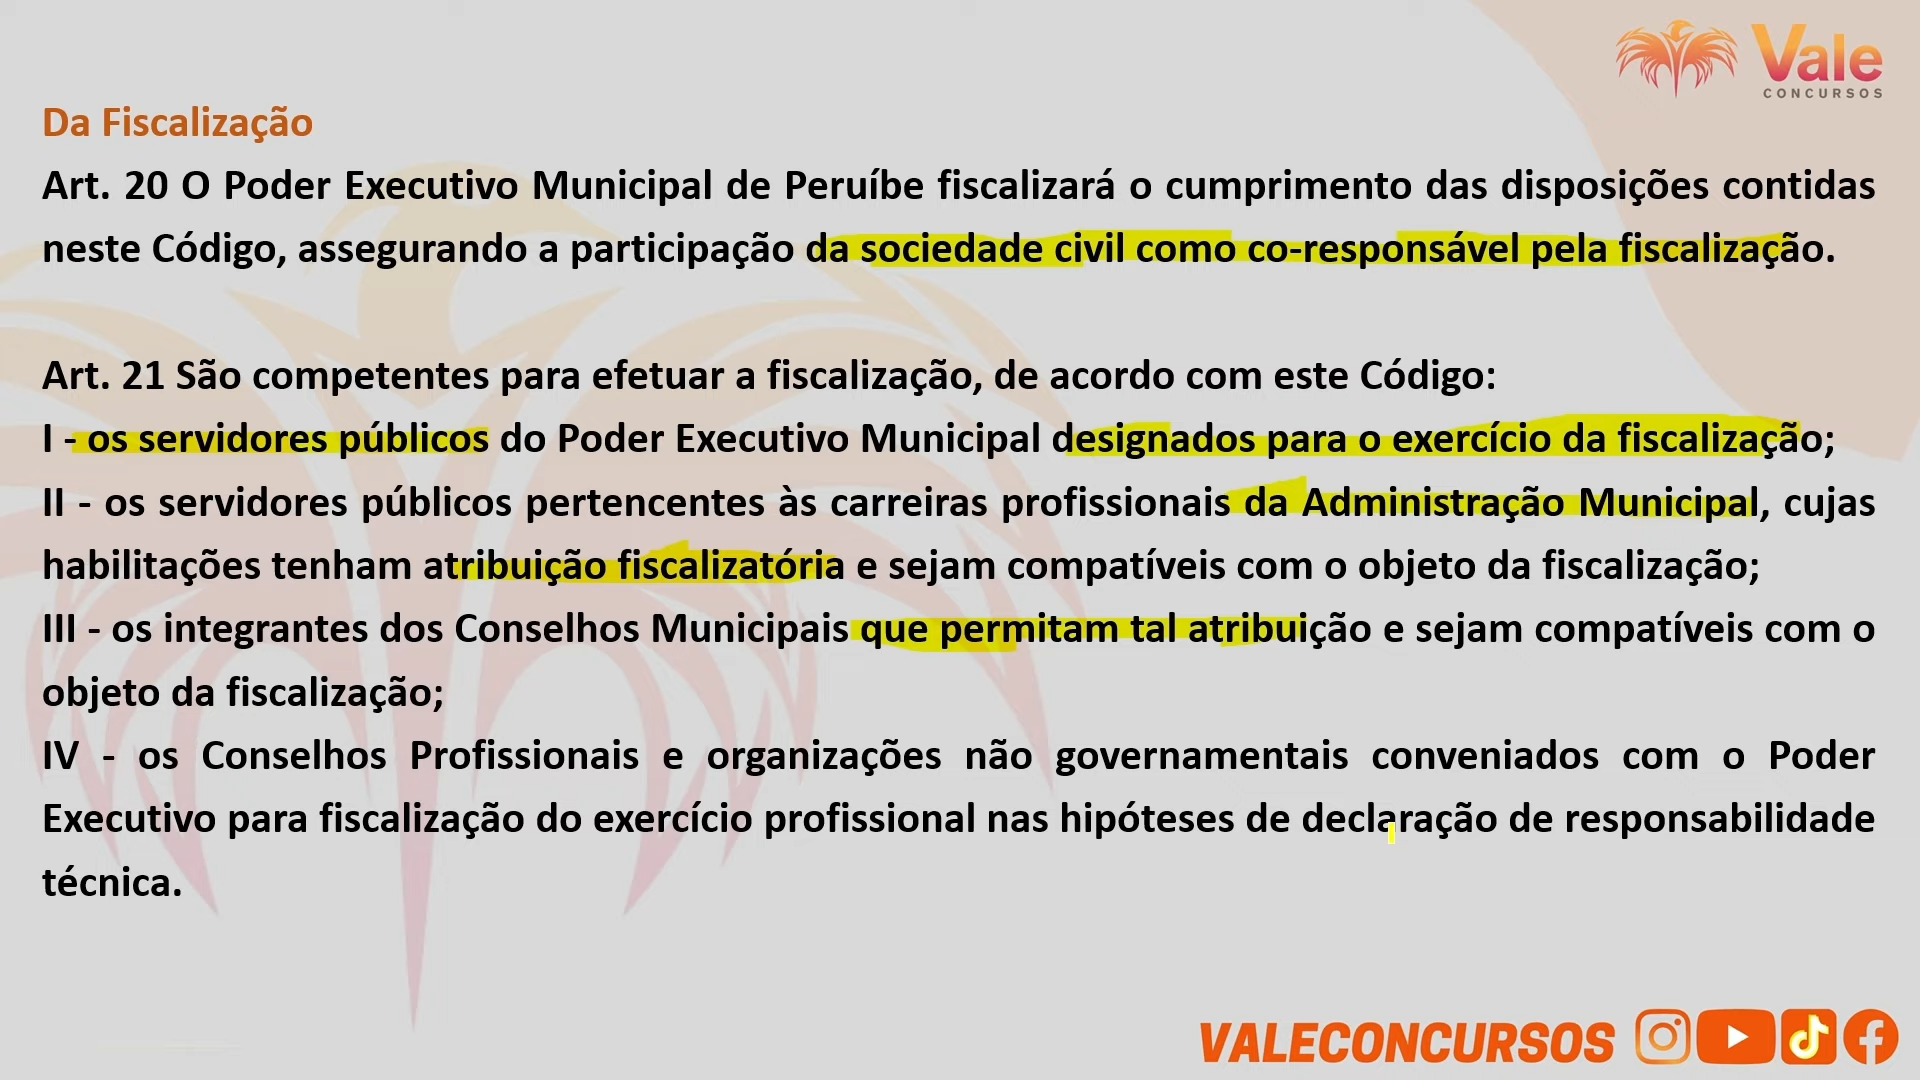 Vale
CONCURSOS
Da Fiscalização
Art. 20 O Poder Executivo Municipal de Peruíbe fiscalizará o cumprimento das disposições contidas
neste Código, assegurando a participação da sociedade civil como co-responsável pela fiscalização.
Art. 21 São competentes para efetuar a fiscalização, de acordo com este Código:
I - os servidores públicos do Poder Executivo Municipal designados para o exercício da fiscalização;
II - os servidores públicos pertencentes às carreiras profissionais da Administração Municipal, cujas
habilitações tenham atribuição fiscalizatória e sejam compatíveis com o objeto da fiscalização;
III - os integrantes dos Conselhos Municipais que permitam tal atribuição e sejam compatíveis com o
objeto da fiscalização;
IV - os Conselhos Profissionais e organizações não governamentais conveniados com o Poder
Executivo para fiscalização do exercício profissional nas hipóteses de declaração de responsabilidade
técnica.
VALECONCURSOS